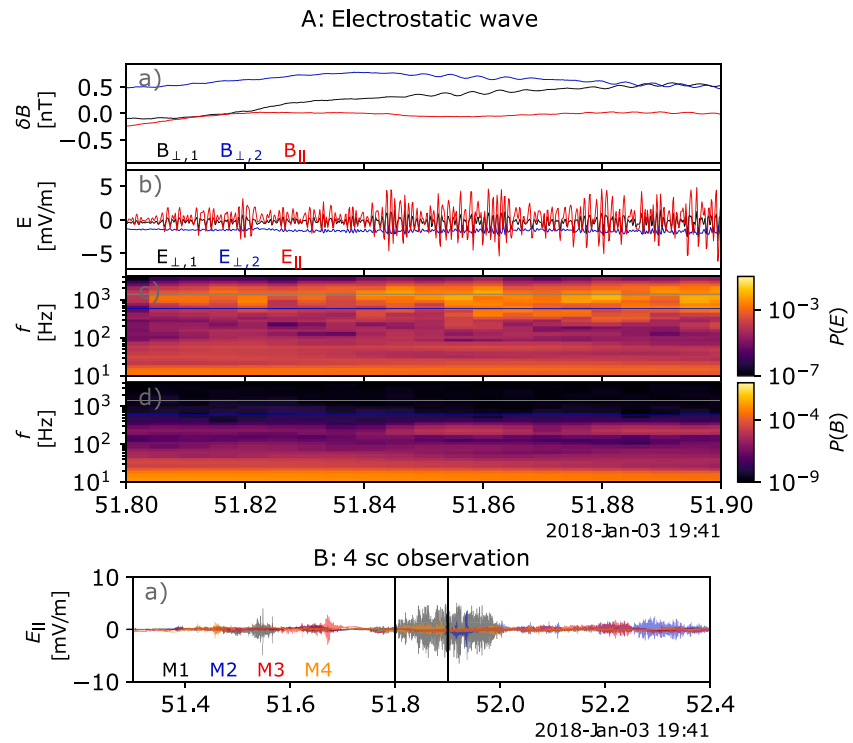 A: Electrostatic wave
a)
0.5
0.0
−0.5
δB
[nT]
B⊥,1 B⊥,2 B||
b)
5
0
−5
E
[mV/m]
E⊥,1 E⊥,2 E||
c)
10³
10²
10¹
f
[Hz]
10⁻³
10⁻⁷
P(E)
d)
10³
10²
10¹
f
[Hz]
10⁻⁴
10⁻⁹
P(B)
51.80 51.82 51.84 51.86 51.88 51.90
2018-Jan-03 19:41
B: 4 sc observation
a)
10
0
−10
E||
[mV/m]
M1 M2 M3 M4
51.4 51.6 51.8 52.0 52.2 52.4
2018-Jan-03 19:41